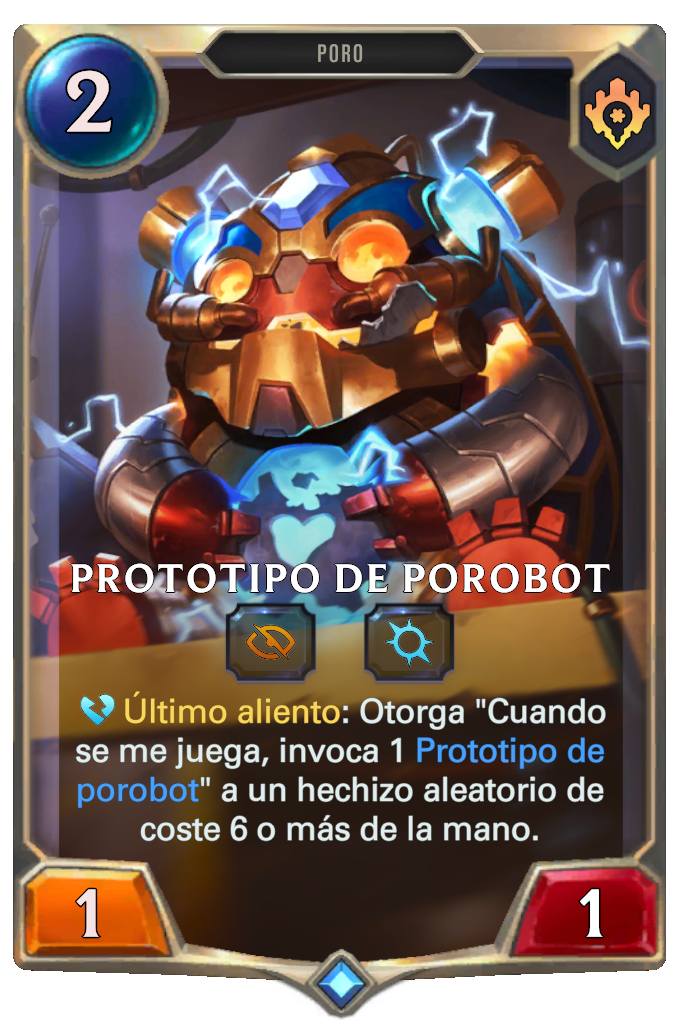 PORO
2
PROTOTIPO DE POROBOT
Último aliento: Otorga "Cuando
se me juega, invoca 1 Prototipo de
porobot" a un hechizo aleatorio de
coste 6 o más de la mano.
1
1